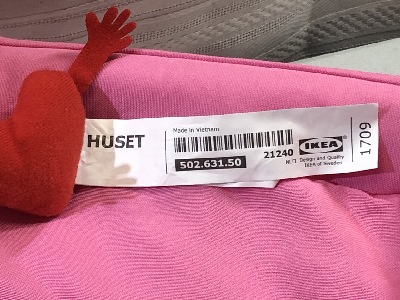 HUSET
Made in Vietnam
502.631.50
21240
IKEA
Design and Quality
IKEA of Sweden
1709